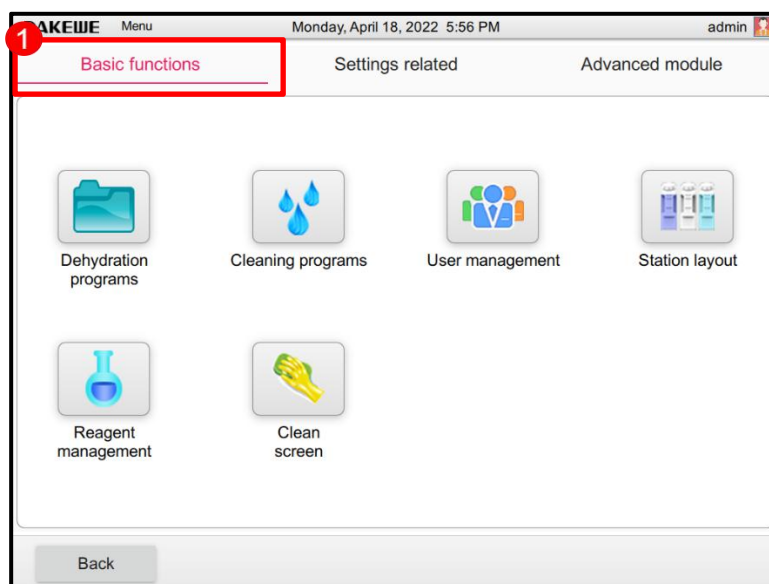 DAKEWE Menu Monday, April 18, 2022 5:56 PM admin
1
Basic functions Settings related Advanced module
Dehydration programs Cleaning programs User management Station layout
Reagent management Clean screen
Back